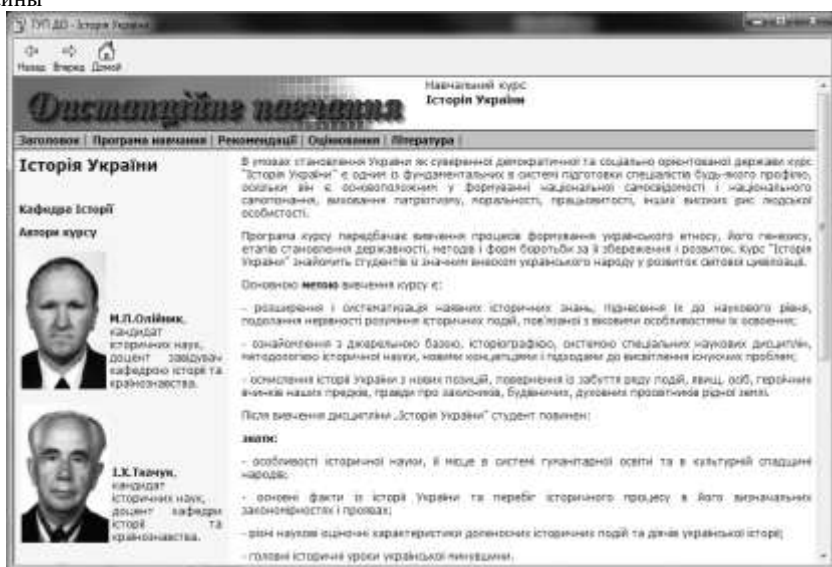 ины
ТУП ДО - Історія України
Назад Вперед Домой
Дистанційне навчання
Навчальний курс
Історія України
Заголовок | Програма навчання | Рекомендації | Оцінювання | Література |
Історія України
Кафедра Історії
Автори курсу
М.П.Олійник,
кандидат
історичних наук,
доцент завідувач
кафедрою історії та
країнознавства.
І.Х.Ткачук,
кандидат
історичних наук,
доцент кафедри
історії та
країнознавства.
В умовах становлення України як суверенної демократичної та соціально орієнтованої держави курс
"Історія України" є одним із фундаментальних в системі підготовки спеціалістів будь-якого профілю,
оскільки він є основоположним у формуванні національної самосвідомості і національного
самопізнання, виховання патріотизму, моральності, працьовитості, інших високих рис людської
особистості.
Програма курсу передбачає вивчення процесів формування українського етносу, його генезису,
етапів становлення державності, методів і форм боротьби за її збереження і розвиток. Курс "Історія
України" знайомить студентів із значним внеском українського народу у розвиток світової цивілізації.
Основною метою вивчення курсу є:
- розширення і систематизація наявних історичних знань, піднесення їх до наукового рівня,
подолання нерівності розуміння історичних подій, пов'язаної з віковими особливостями їх освоєння;
- ознайомлення з джерельною базою, історіографією, системою спеціальних наукових дисциплін,
методологією історичної науки, новими концепціями і підходами до висвітлення існуючих проблем;
- осмислення історії України з нових позицій, повернення із забуття ряду подій, явищ, осіб, героїчних
вчинків наших предків, правди про захисників, будівничих, духовних просвітників рідної землі.
Після вивчення дисципліни „Історія України" студент повинен:
знати:
- особливості історичної науки, її місце в системі гуманітарної освіти та в культурній спадщині
народів;
- основні факти із історії України та перебіг історичного процесу в його визначальних
закономірностях і проявах;
- різні наукові оціночні характеристики доленосних історичних подій та діячів української історії;
- головні історичні уроки української минувшини.